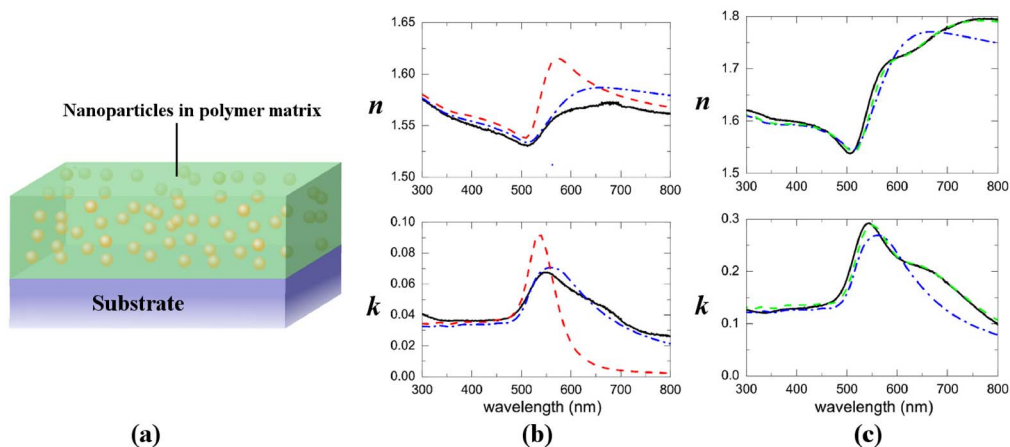 Nanoparticles in polymer matrix
Substrate
(a)
1.65
1.60
n
1.55
1.50
300 400 500 600 700 800
0.10
0.08
0.06
k
0.04
0.02
0.00
300 400 500 600 700 800
wavelength (nm)
(b)
1.8
1.7
n
1.6
1.5
300 400 500 600 700 800
0.3
0.2
k
0.1
0.0
300 400 500 600 700 800
wavelength (nm)
(c)